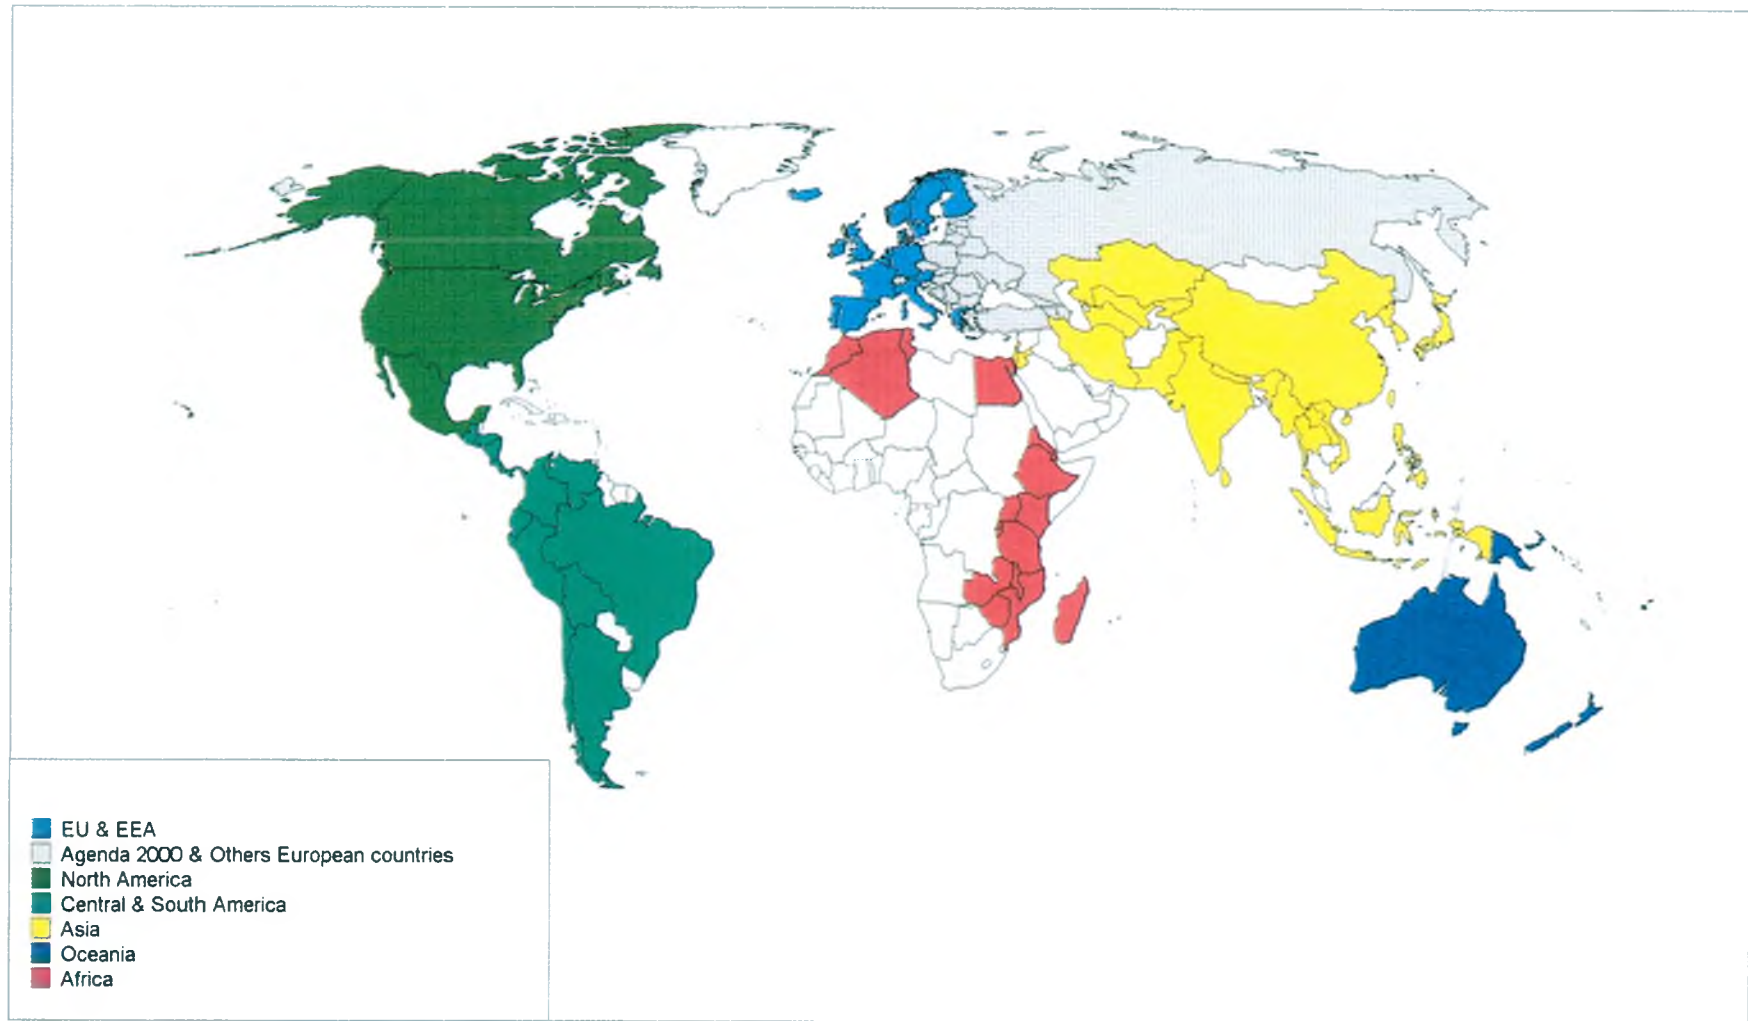 EU & EEA
Agenda 2000 & Others European countries
North America
Central & South America
Asia
Oceania
Africa